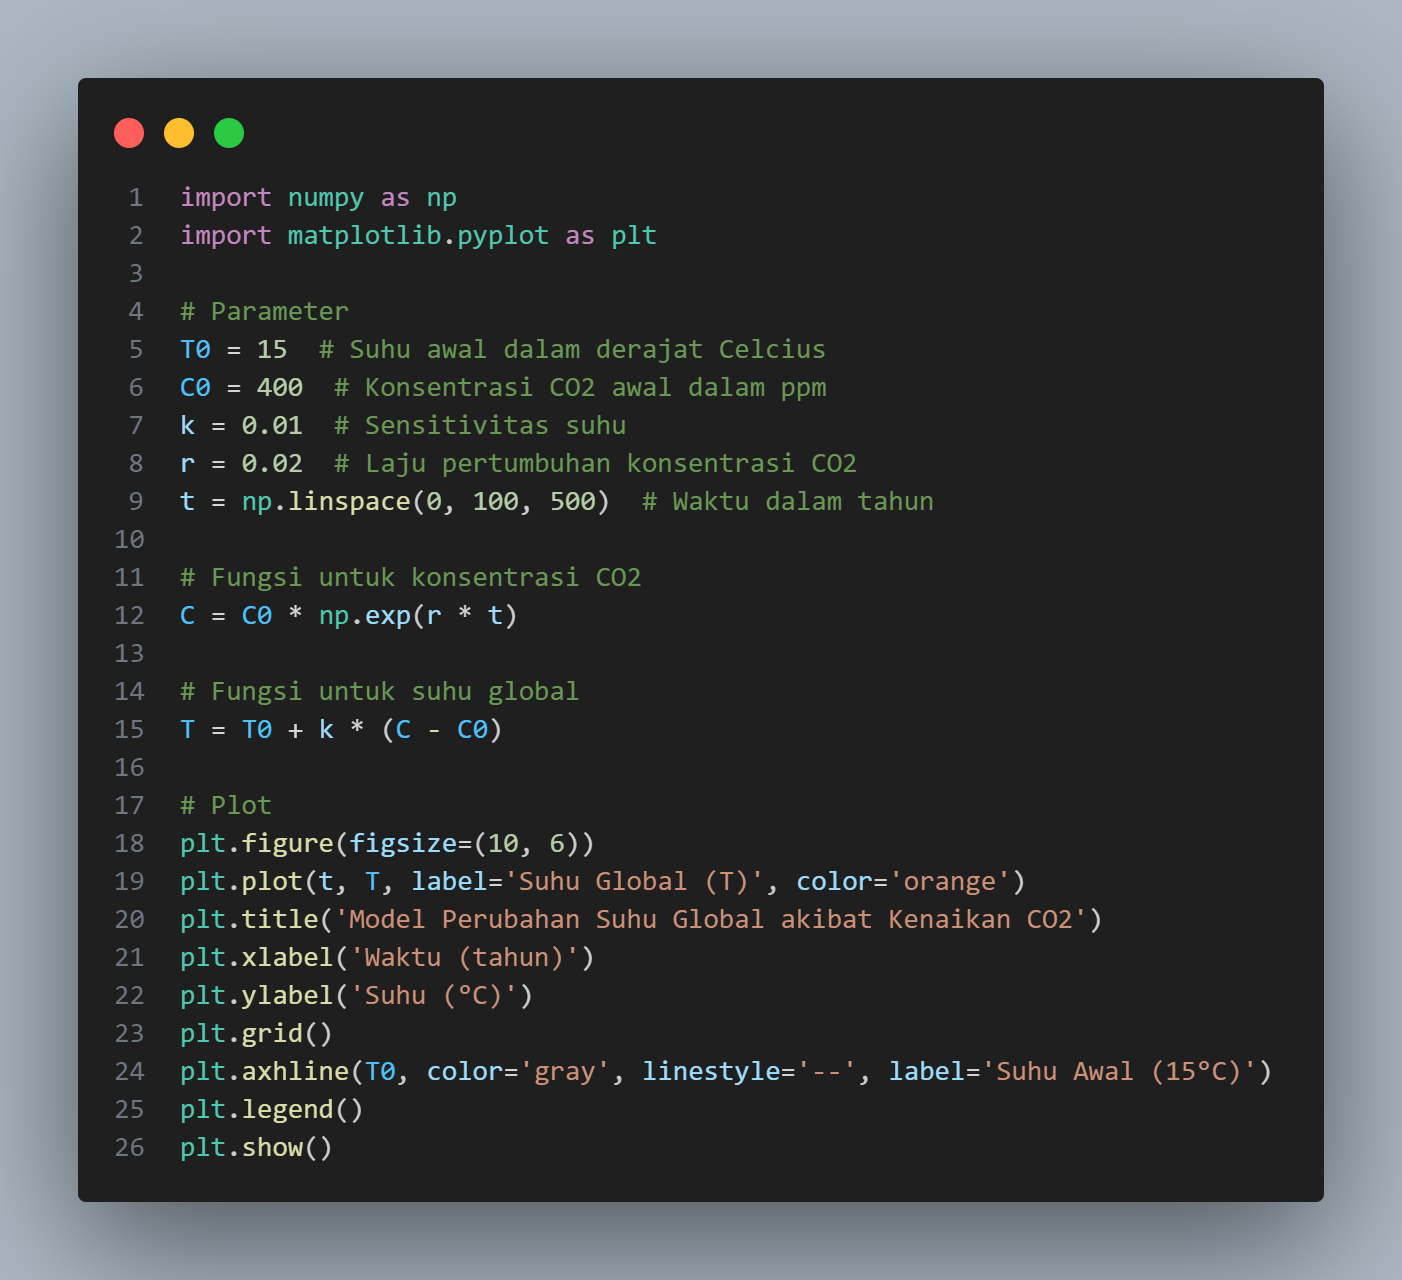 1 import numpy as np
2 import matplotlib.pyplot as plt
3
4 # Parameter
5 T0 = 15  # Suhu awal dalam derajat Celcius
6 C0 = 400  # Konsentrasi CO2 awal dalam ppm
7 k = 0.01  # Sensitivitas suhu
8 r = 0.02  # Laju pertumbuhan konsentrasi CO2
9 t = np.linspace(0, 100, 500)  # Waktu dalam tahun
10
11 # Fungsi untuk konsentrasi CO2
12 C = C0 * np.exp(r * t)
13
14 # Fungsi untuk suhu global
15 T = T0 + k * (C - C0)
16
17 # Plot
18 plt.figure(figsize=(10, 6))
19 plt.plot(t, T, label='Suhu Global (T)', color='orange')
20 plt.title('Model Perubahan Suhu Global akibat Kenaikan CO2')
21 plt.xlabel('Waktu (tahun)')
22 plt.ylabel('Suhu (°C)')
23 plt.grid()
24 plt.axhline(T0, color='gray', linestyle='--', label='Suhu Awal (15°C)')
25 plt.legend()
26 plt.show()